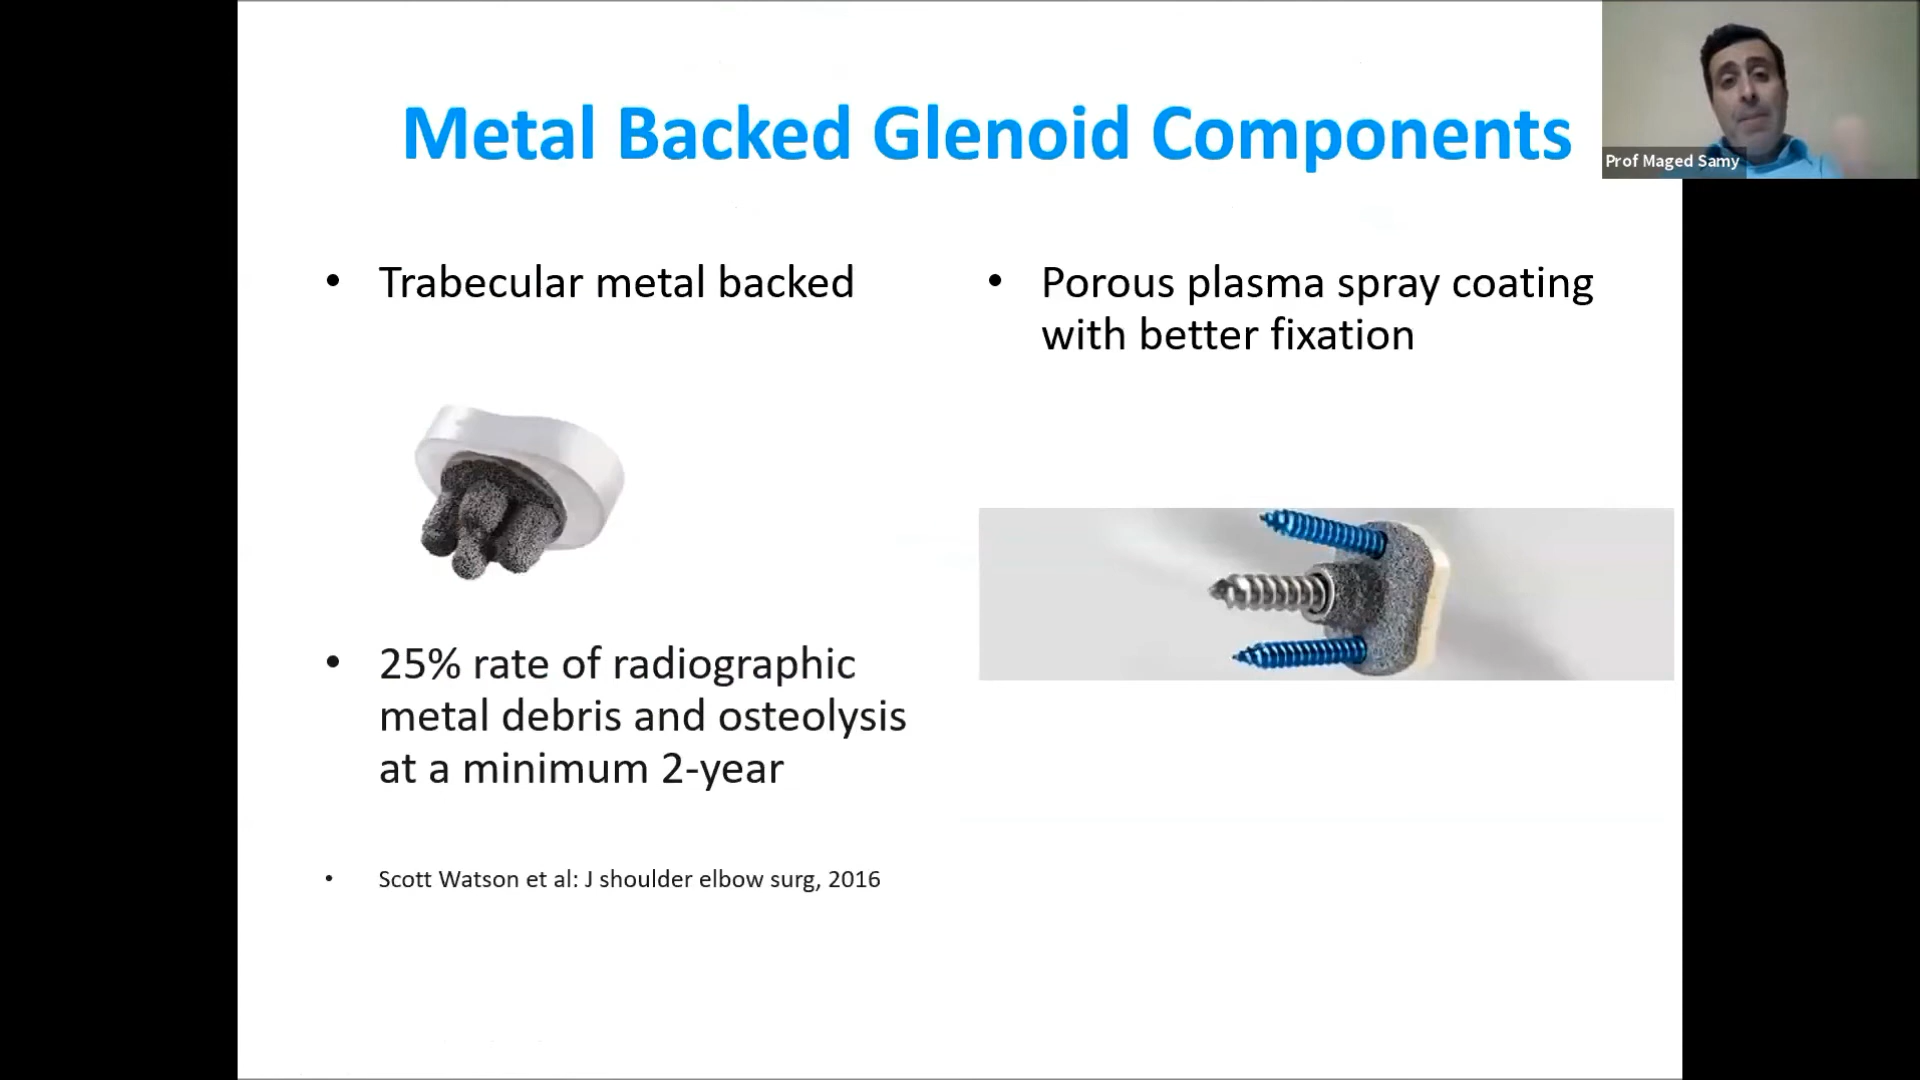 Metal Backed Glenoid Components
Prof Maged Samy
• Trabecular metal backed
• 25% rate of radiographic
metal debris and osteolysis
at a minimum 2-year
• Scott Watson et al: J shoulder elbow surg, 2016
• Porous plasma spray coating
with better fixation